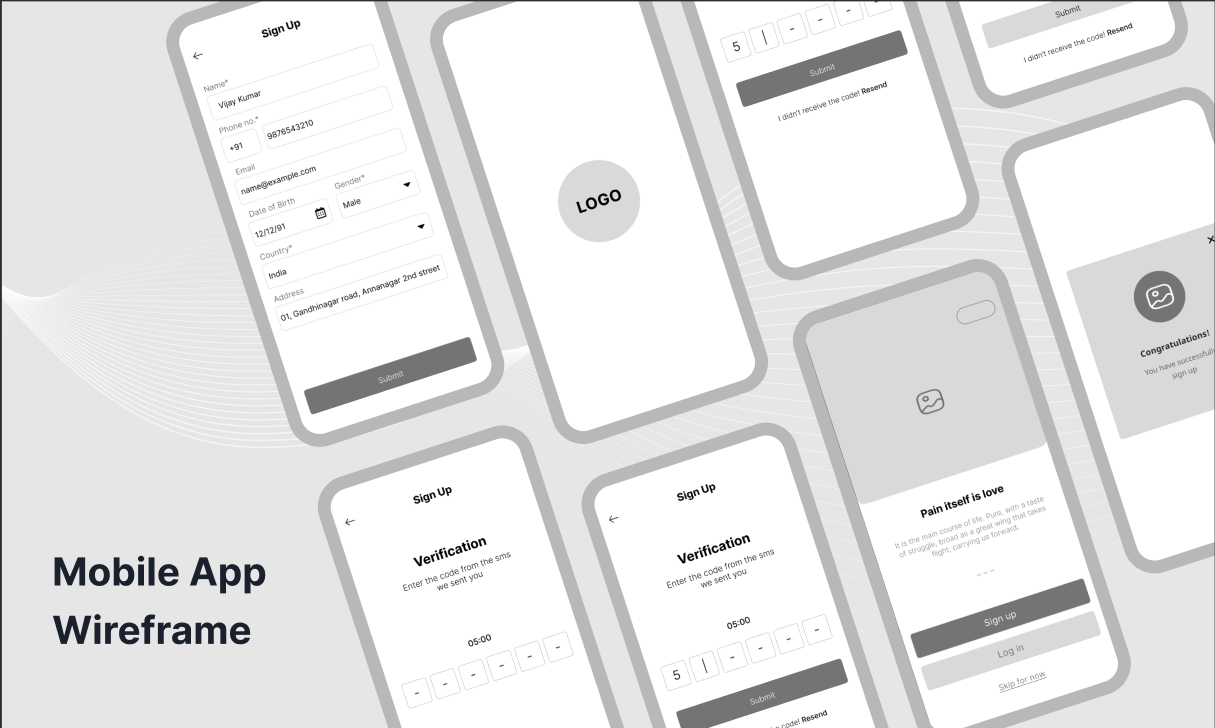 Sign Up
Name*
Vijay Kumar
Phone no.*
+91
9876543210
Email
name@example.com
Date of Birth
Gender*
12/12/91
Male
Country*
India
Address
01, Gandhinagar road, Annanagar 2nd street
Submit
LOGO
5
-
-
-
Submit
I didn't receive the code! Resend
Submit
I didn't receive the code! Resend
Congratulations!
You have successfully
sign up
Pain itself is love
It is the main course of life. Pure, with a taste
of struggle, broad as a great wing that takes
flight, carrying us forward.
Sign up
Log in
Skip for now
Sign Up
Verification
Enter the code from the sms
we sent you
05:00
- - - - - -
Sign Up
Verification
Enter the code from the sms
we sent you
05:00
5 | - - - -
Submit
code! Resend
Mobile App
Wireframe